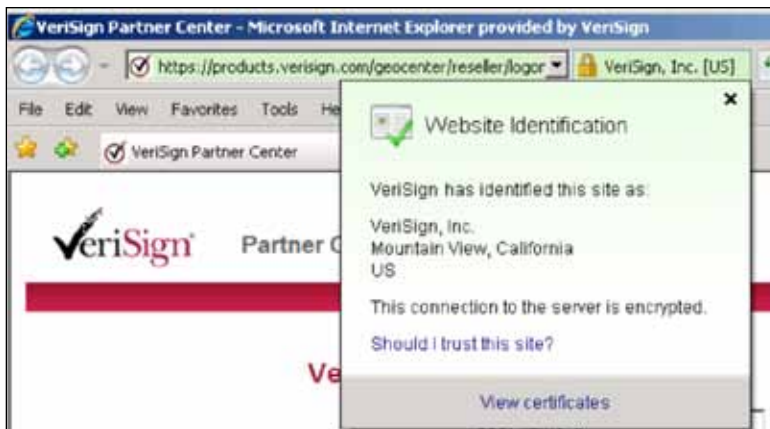 VeriSign Partner Center - Microsoft Internet Explorer provided by VeriSign
https://products.verisign.com/geocenter/reseller/logor
VeriSign, Inc. [US]
File Edit View Favorites Tools He
VeriSign Partner Center
Website Identification
VeriSign has identified this site as:
VeriSign, Inc.
Mountain View, California
US
This connection to the server is encrypted.
Should I trust this site?
View certificates
VeriSign
Partner C
Ve